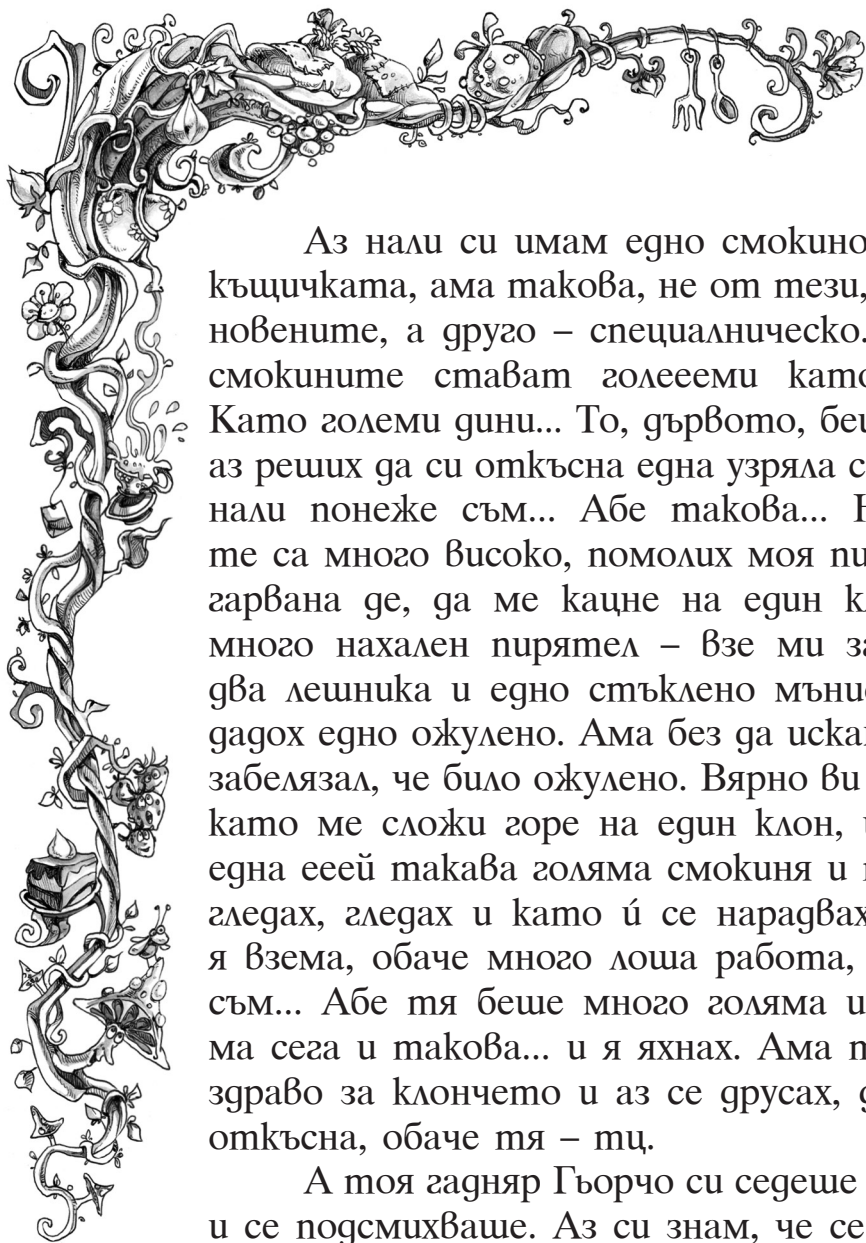 Аз нали си имам едно смокино
къщичката, ама такова, не от тези,
новените, а друго – специалническо.
смокините стават голеееми като
Като големи дини... То, дървото, беш
аз реших да си откъсна една узряла с
нали понеже съм... Абе такова... Н
те са много високо, помолих моя пи
гарвана де, да ме кацне на един кл
много нахален пирятел – взе ми за
два лешника и едно стъклено мънис
дадох едно ожулено. Ама без да иска
забелязал, че било ожулено. Вярно ви
като ме сложи горе на един клон,
една ееей такава голяма смокиня и
гледах, гледах и като ѝ се нарадвах
я взема, обаче много лоша работа,
съм... Абе тя беше много голяма и
ма сега и такова... и я яхнах. Ама т
здраво за клончето и аз се друсах, д
откъсна, обаче тя – тц.
А тоя гадняр Гьорчо си седеше
и се подсмихваше. Аз си знам, че се